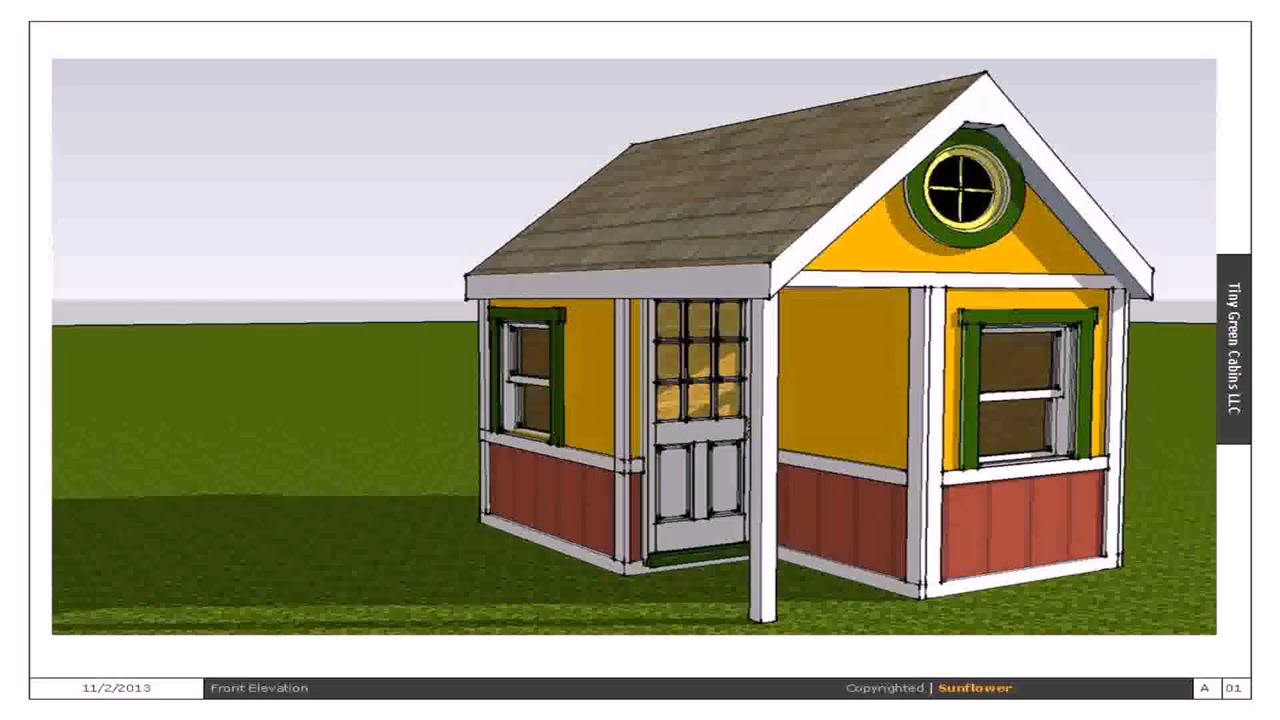 Tiny Green Cabins LLC
11/2/2013 Front Elevation Copyrighted | Sunflower A 01